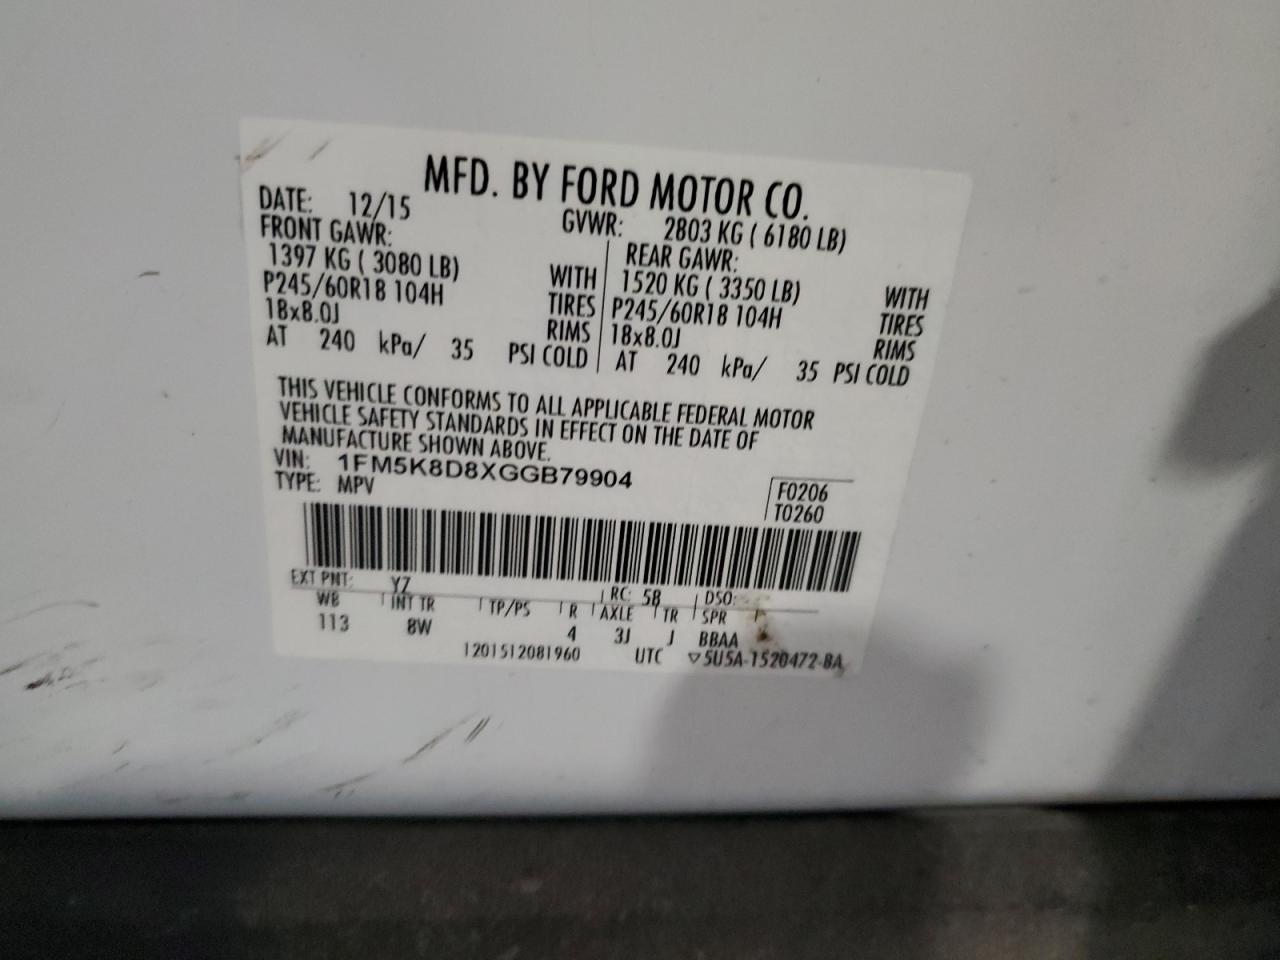 MFD. BY FORD MOTOR CO.
DATE: 12/15 GVWR: 2803 KG ( 6180 LB)
FRONT GAWR: REAR GAWR:
1397 KG ( 3080 LB) WITH 1520 KG ( 3350 LB) WITH
P245/60R18 104H TIRES P245/60R18 104H TIRES
18x8.0J RIMS 18x8.0J RIMS
AT 240 kPa/ 35 PSI COLD AT 240 kPa/ 35 PSI COLD
THIS VEHICLE CONFORMS TO ALL APPLICABLE FEDERAL MOTOR
VEHICLE SAFETY STANDARDS IN EFFECT ON THE DATE OF
MANUFACTURE SHOWN ABOVE.
VIN: 1FM5K8D8XGGB79904
TYPE: MPV
F0206
T0260
EXT PNT: YZ RC: 58 DSO:
WB INT TR TP/PS R AXLE TR SPR
113 8W 4 3J J BBAA
1201512081960 UTC ▽5U5A-1520472-BA